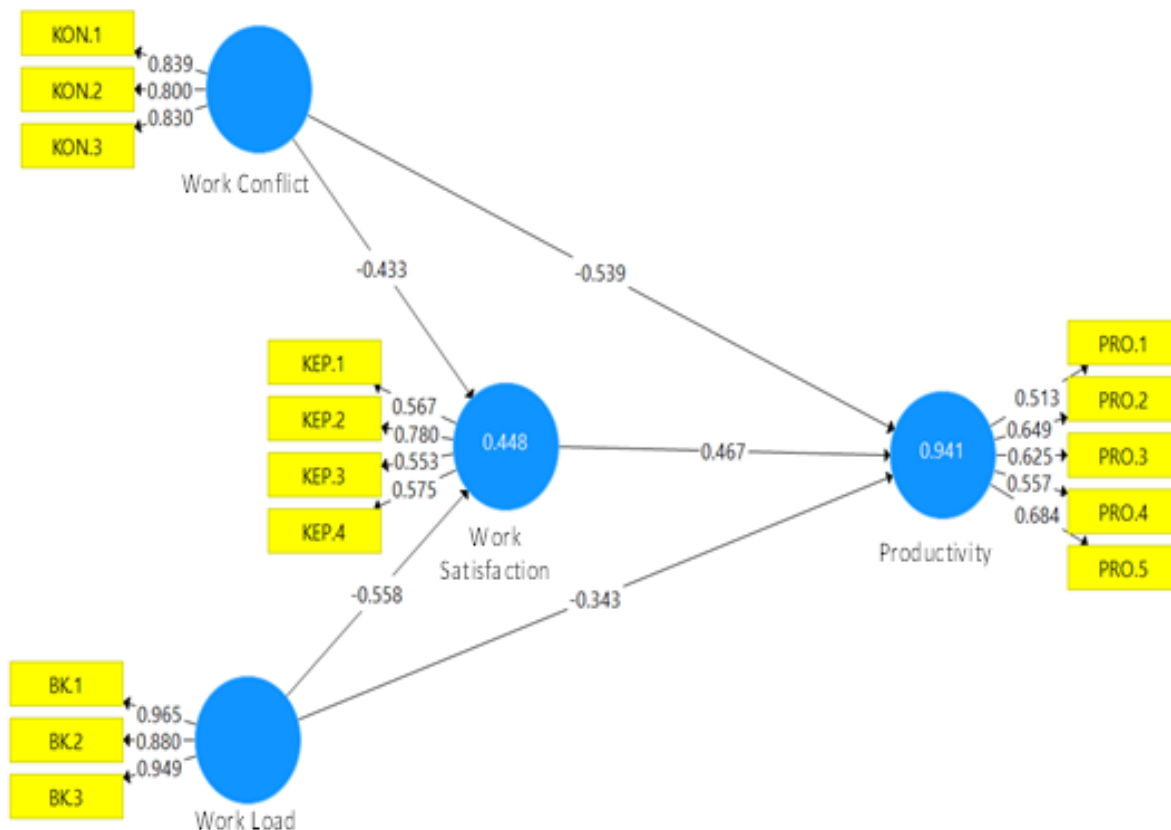 KON.1
0.839
KON.2
0.800
KON.3
0.830
Work Conflict
-0.433
-0.539
KEP.1
0.567
KEP.2
0.780
KEP.3
0.553
KEP.4
0.575
0.448
Work
Satisfaction
0.467
PRO.1
0.513
PRO.2
0.649
PRO.3
0.625
PRO.4
0.557
PRO.5
0.684
0.941
Productivity
-0.558
-0.343
BK.1
0.965
BK.2
0.880
BK.3
0.949
Work Load